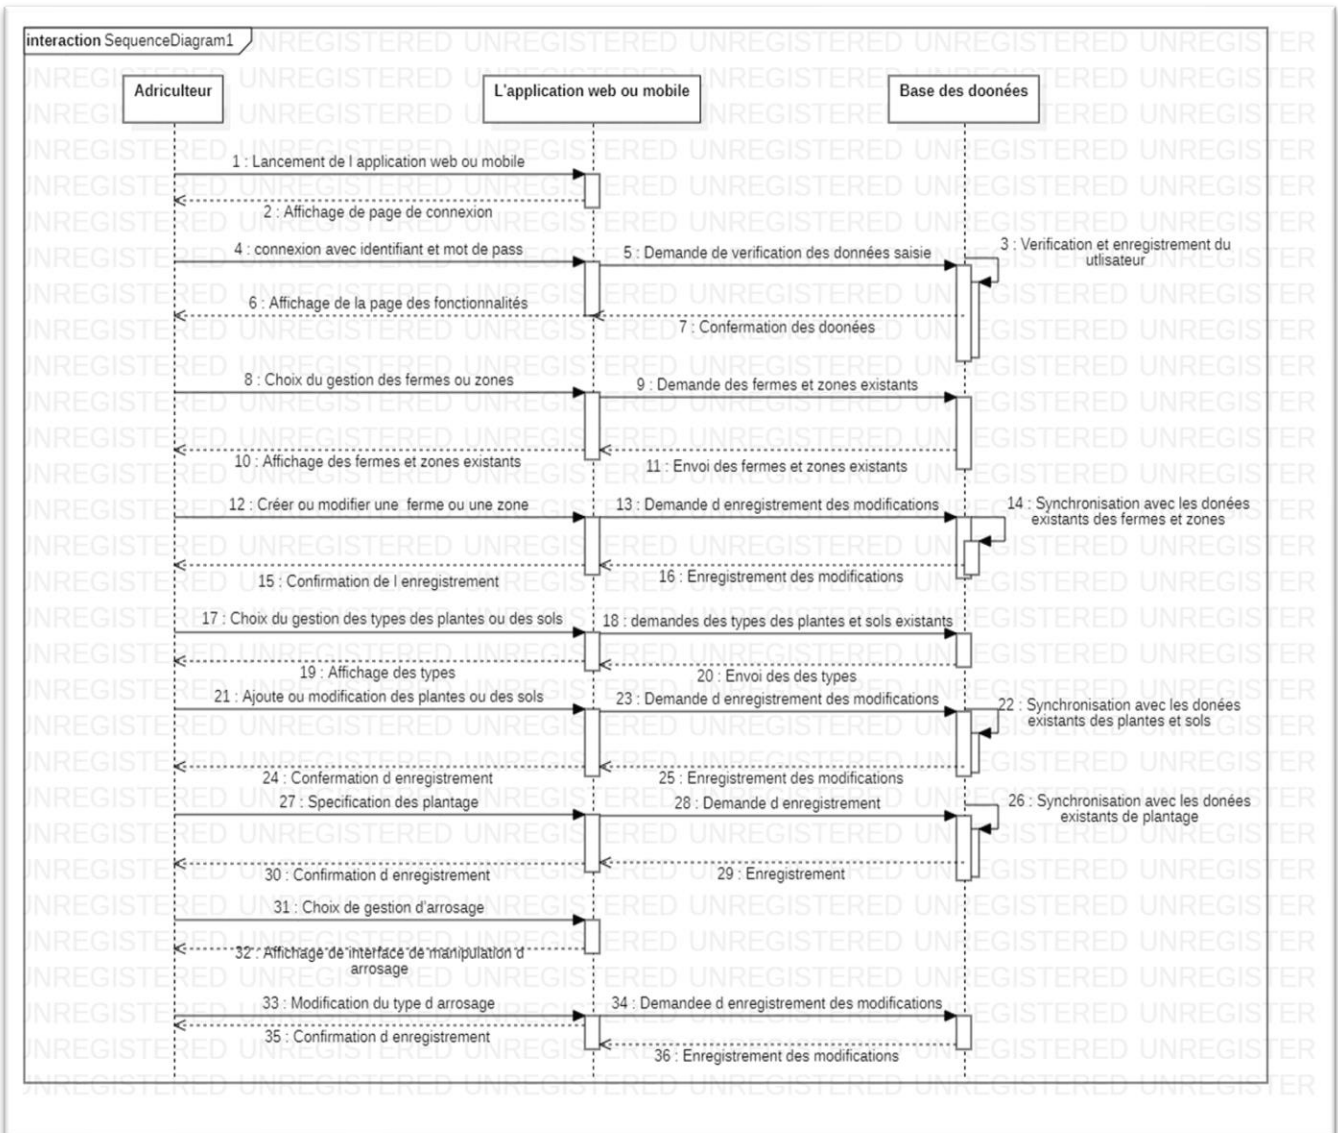 interaction SequenceDiagram1
Adriculteur
L'application web ou mobile
Base des doonées
1 : Lancement de l application web ou mobile
2 : Affichage de page de connexion
3 : Verification et enregistrement du
utlisateur
4 : connexion avec identifiant et mot de pass
5 : Demande de verification des données saisie
6 : Affichage de la page des fonctionnalités
7 : Confermation des doonées
8 : Choix du gestion des fermes ou zones
9 : Demande des fermes et zones existants
10 : Affichage des fermes et zones existants
11 : Envoi des fermes et zones existants
12 : Créer ou modifier une ferme ou une zone
13 : Demande d enregistrement des modifications
14 : Synchronisation avec les donées
existants des fermes et zones
15 : Confirmation de l enregistrement
16 : Enregistrement des modifications
17 : Choix du gestion des types des plantes ou des sols
18 : demandes des types des plantes et sols existants
19 : Affichage des types
20 : Envoi des des types
21 : Ajoute ou modification des plantes ou des sols
23 : Demande d enregistrement des modifications
22 : Synchronisation avec les donées
existants des plantes et sols
24 : Confermation d enregistrement
25 : Enregistrement des modifications
27 : Specification des plantage
28 : Demande d enregistrement
26 : Synchronisation avec les donées
existants de plantage
30 : Confirmation d enregistrement
29 : Enregistrement
31 : Choix de gestion d'arrosage
32 : Affichage de interface de manipulation d
arrosage
33 : Modification du type d arrosage
34 : Demandee d enregistrement des modifications
35 : Confirmation d enregistrement
36 : Enregistrement des modifications
UNREGISTERED